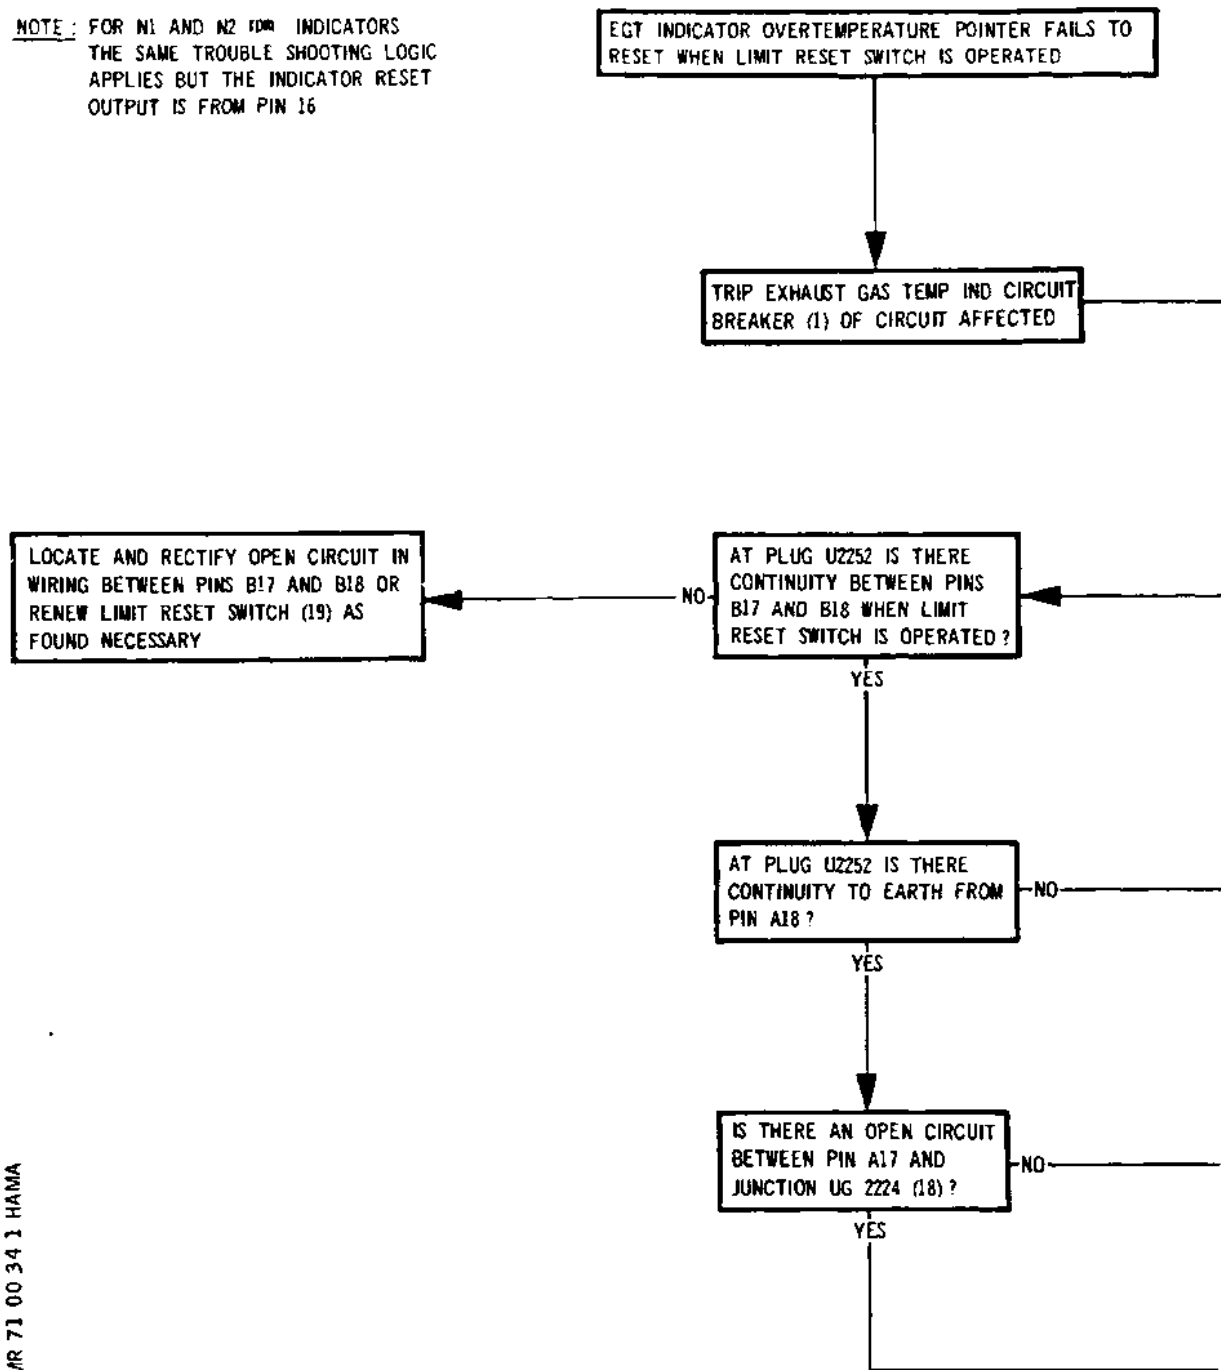 NOTE : FOR N1 AND N2 INDICATORS
THE SAME TROUBLE SHOOTING LOGIC
APPLIES BUT THE INDICATOR RESET
OUTPUT IS FROM PIN 16
EGT INDICATOR OVERTEMPERATURE POINTER FAILS TO
RESET WHEN LIMIT RESET SWITCH IS OPERATED
TRIP EXHAUST GAS TEMP IND CIRCUIT
BREAKER (1) OF CIRCUIT AFFECTED
LOCATE AND RECTIFY OPEN CIRCUIT IN
WIRING BETWEEN PINS B17 AND B18 OR
RENEW LIMIT RESET SWITCH (19) AS
FOUND NECESSARY
NO
AT PLUG U2252 IS THERE
CONTINUITY BETWEEN PINS
B17 AND B18 WHEN LIMIT
RESET SWITCH IS OPERATED ?
YES
AT PLUG U2252 IS THERE
CONTINUITY TO EARTH FROM
PIN A18 ?
NO
YES
IS THERE AN OPEN CIRCUIT
BETWEEN PIN A17 AND
JUNCTION UG 2224 (18) ?
NO
YES
71 00 34 1 HAMA